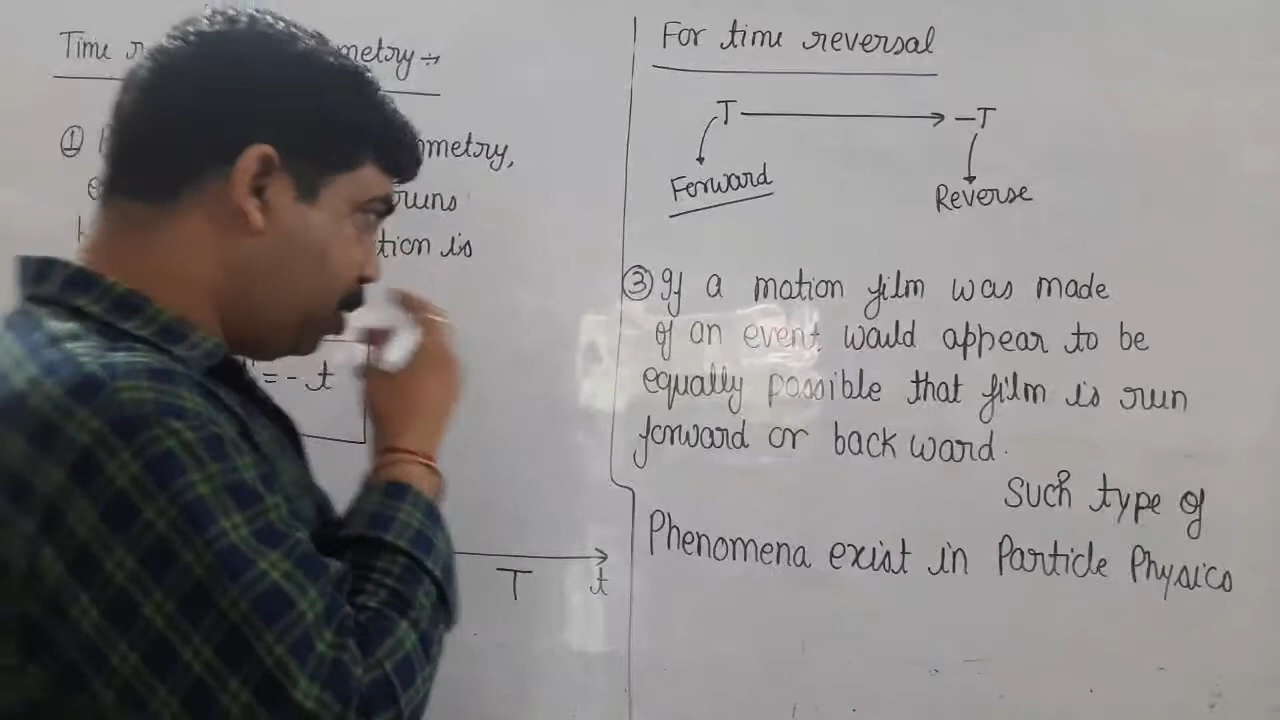 Time metry :-
① metry,
runs
tion is
= - t
T t
For time reversal
T → -T
Forward Reverse
③ If a motion film was made
of an event. would appear to be
equally possible that film is run
forward or back ward.
Such type of
Phenomena exist in Particle Physics